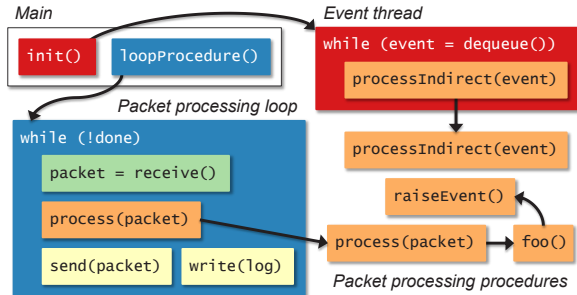 Main
init()
loopProcedure()
Event thread
while (event = dequeue())
processIndirect(event)
processIndirect(event)
Packet processing loop
while (!done)
packet = receive()
process(packet)
send(packet)
write(log)
raiseEvent()
process(packet)
foo()
Packet processing procedures